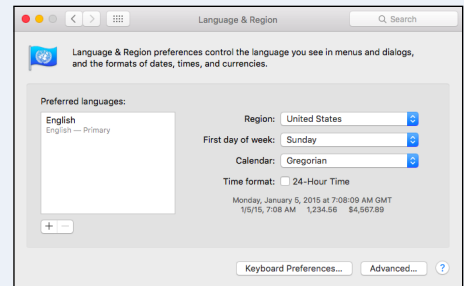 Language & Region
Search
Language & Region preferences control the language you see in menus and dialogs,
and the formats of dates, times, and currencies.
Preferred languages:
English
English — Primary
Region: United States
First day of week: Sunday
Calendar: Gregorian
Time format: 24-Hour Time
Monday, January 5, 2015 at 7:08:09 AM GMT
1/5/15, 7:08 AM 1,234.56 $4,567.89
+ −
Keyboard Preferences... Advanced... ?